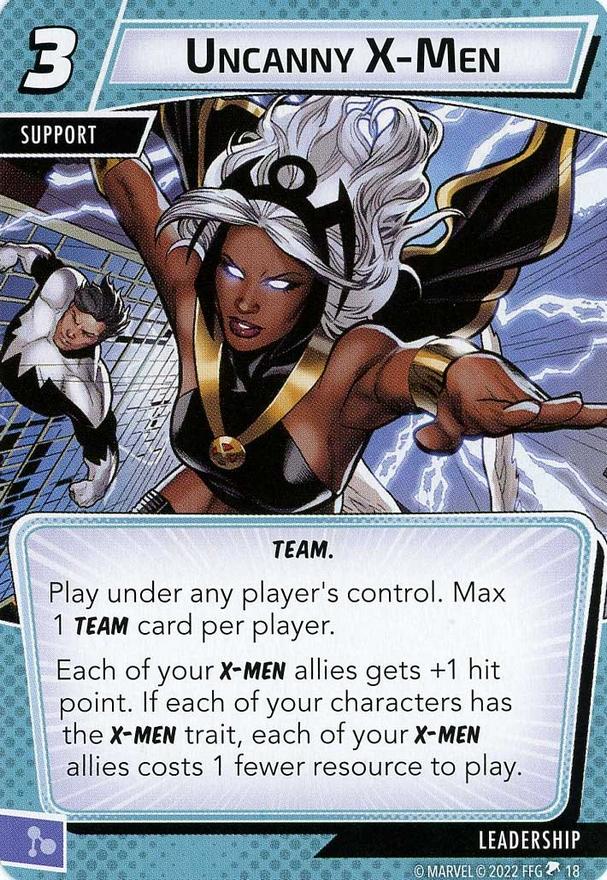 3
UNCANNY X-MEN
SUPPORT
TEAM.
Play under any player's control. Max
1 TEAM card per player.
Each of your X-MEN allies gets +1 hit
point. If each of your characters has
the X-MEN trait, each of your X-MEN
allies costs 1 fewer resource to play.
LEADERSHIP
© MARVEL © 2022 FFG 18